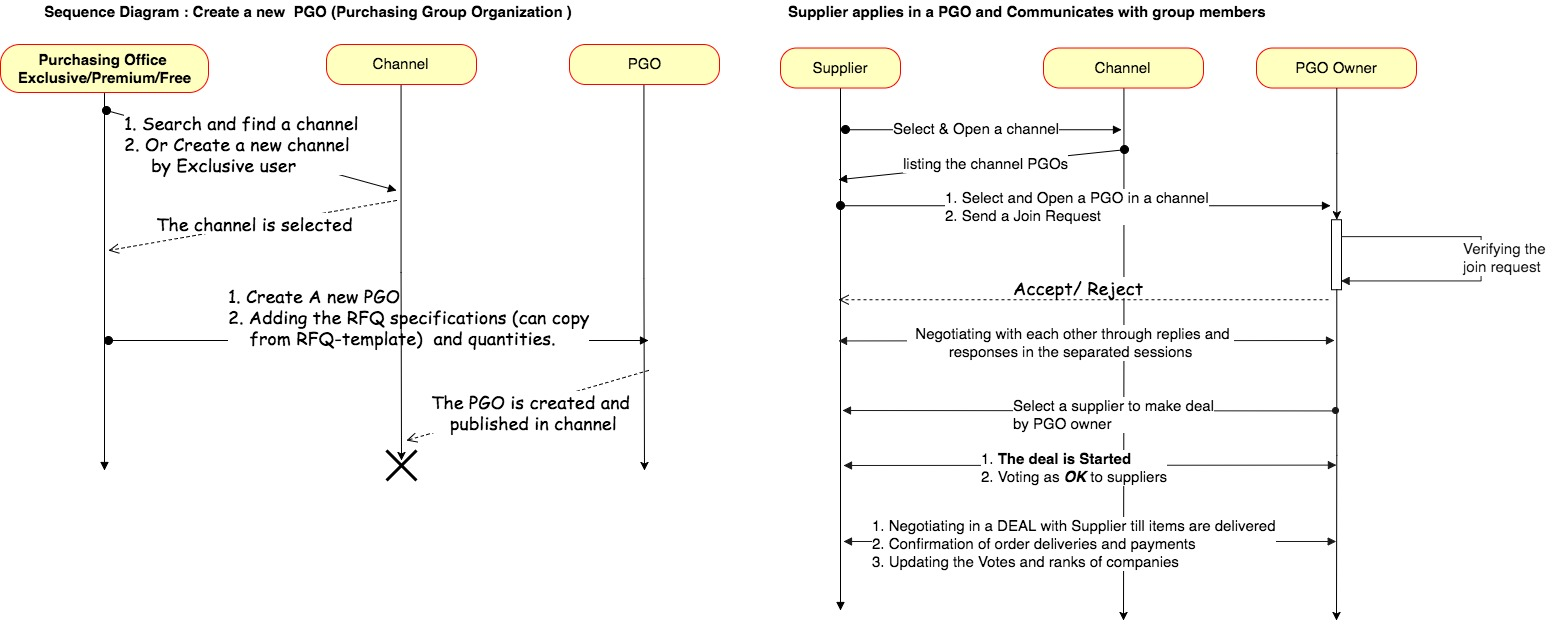 Sequence Diagram : Create a new PGO (Purchasing Group Organization )
Purchasing Office
Exclusive/Premium/Free
Channel
PGO
1. Search and find a channel
2. Or Create a new channel
by Exclusive user
The channel is selected
1. Create A new PGO
2. Adding the RFQ specifications (can copy
from RFQ-template) and quantities.
The PGO is created and
published in channel
Supplier applies in a PGO and Communicates with group members
Supplier
Channel
PGO Owner
Select & Open a channel
listing the channel PGOs
1. Select and Open a PGO in a channel
2. Send a Join Request
Verifying the
join request
Accept/ Reject
Negotiating with each other through replies and
responses in the separated sessions
Select a supplier to make deal
by PGO owner
1. The deal is Started
2. Voting as OK to suppliers
1. Negotiating in a DEAL with Supplier till items are delivered
2. Confirmation of order deliveries and payments
3. Updating the Votes and ranks of companies